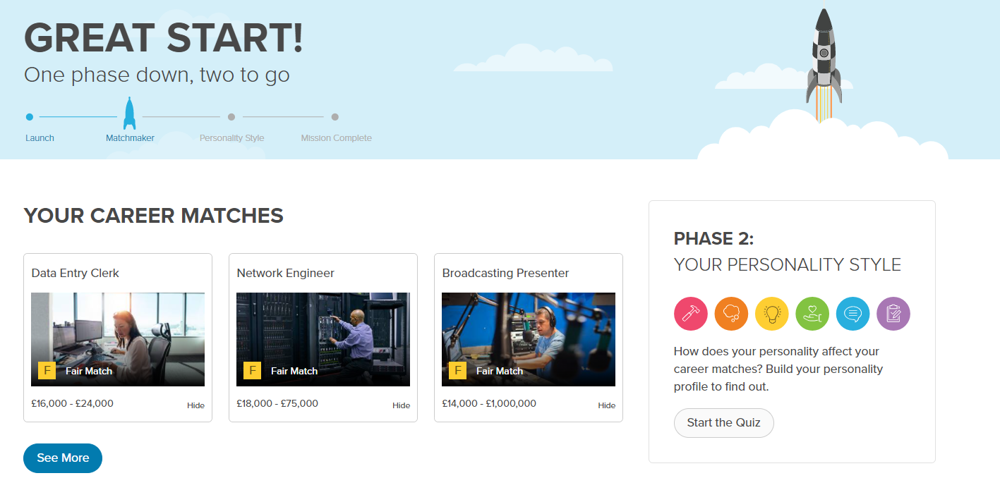 GREAT START!
One phase down, two to go
Launch
Matchmaker
Personality Style
Mission Complete
YOUR CAREER MATCHES
Data Entry Clerk
F Fair Match
£16,000 - £24,000
Hide
Network Engineer
F Fair Match
£18,000 - £75,000
Hide
Broadcasting Presenter
F Fair Match
£14,000 - £1,000,000
Hide
See More
PHASE 2:
YOUR PERSONALITY STYLE
How does your personality affect your
career matches? Build your personality
profile to find out.
Start the Quiz